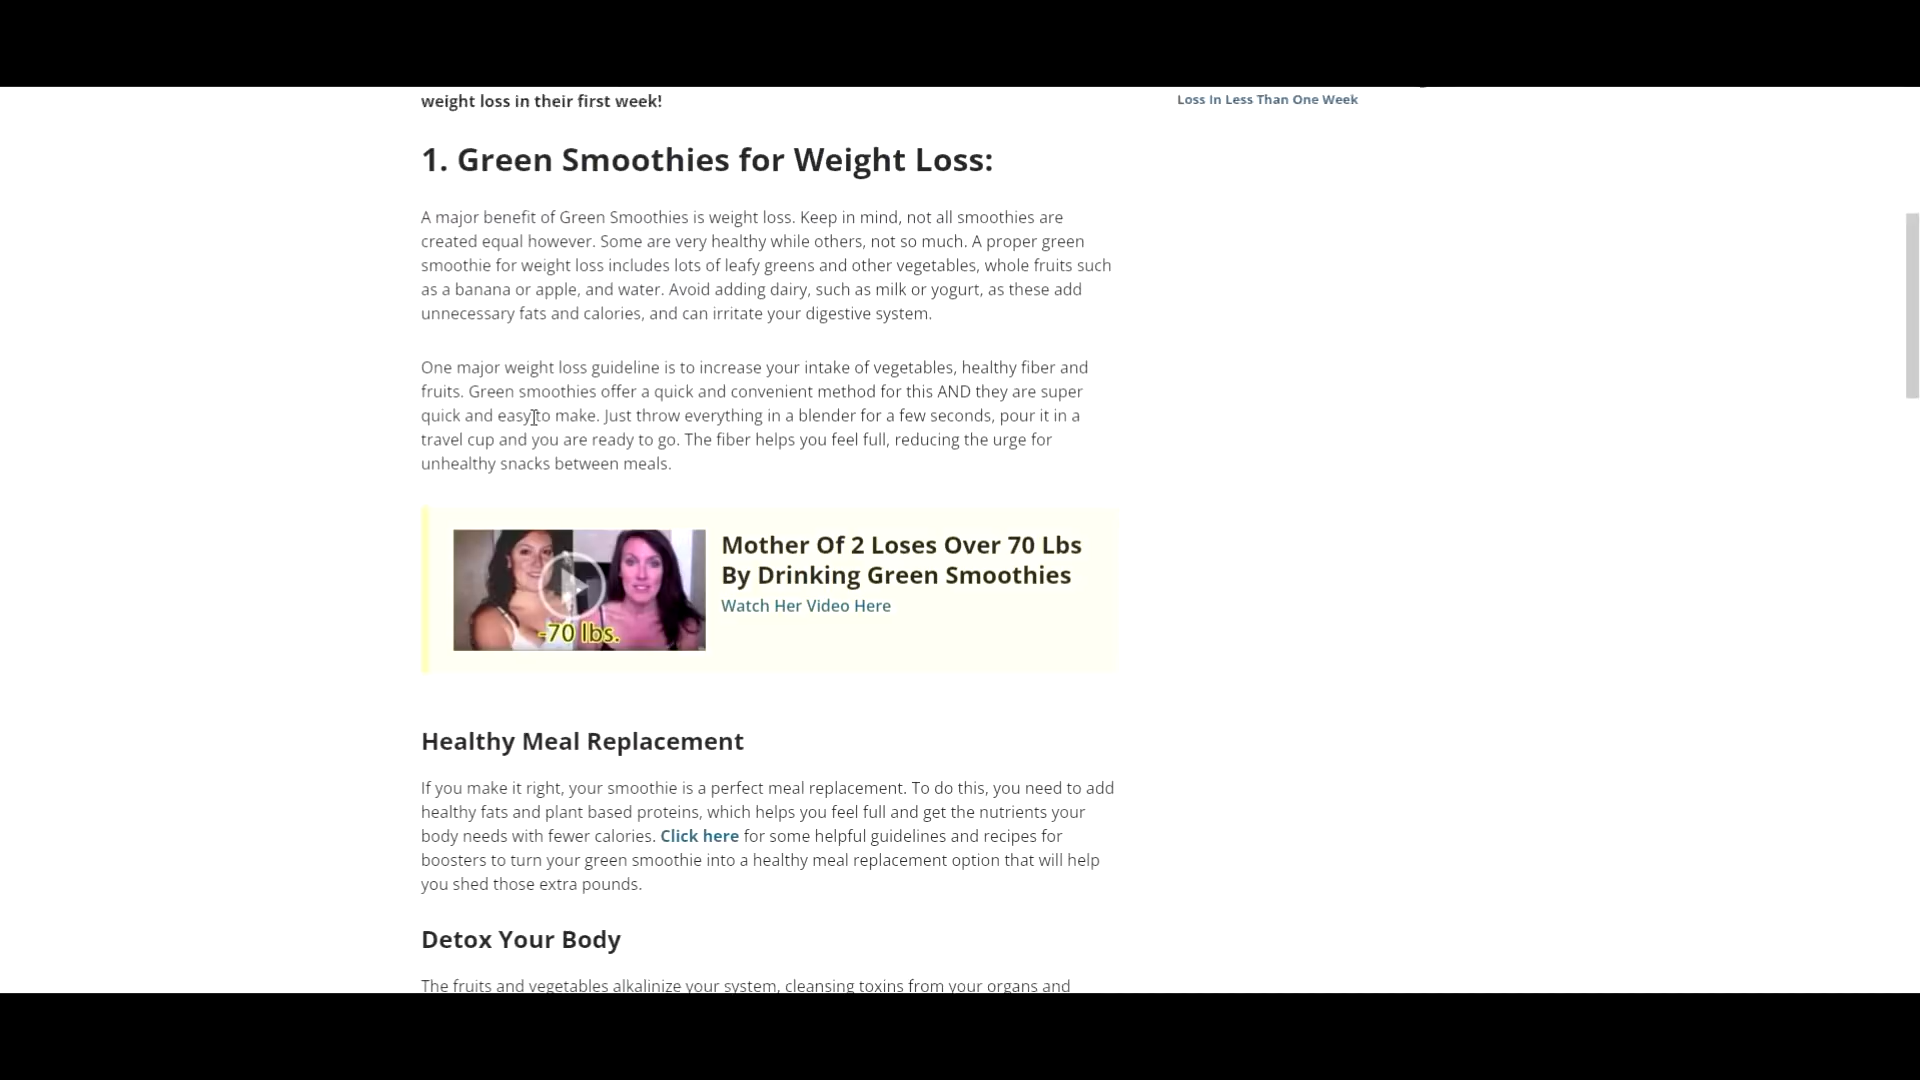 weight loss in their first week!
Loss In Less Than One Week
1. Green Smoothies for Weight Loss:
A major benefit of Green Smoothies is weight loss. Keep in mind, not all smoothies are
created equal however. Some are very healthy while others, not so much. A proper green
smoothie for weight loss includes lots of leafy greens and other vegetables, whole fruits such
as a banana or apple, and water. Avoid adding dairy, such as milk or yogurt, as these add
unnecessary fats and calories, and can irritate your digestive system.
One major weight loss guideline is to increase your intake of vegetables, healthy fiber and
fruits. Green smoothies offer a quick and convenient method for this AND they are super
quick and easy to make. Just throw everything in a blender for a few seconds, pour it in a
travel cup and you are ready to go. The fiber helps you feel full, reducing the urge for
unhealthy snacks between meals.
-70 lbs.
Mother Of 2 Loses Over 70 Lbs
By Drinking Green Smoothies
Watch Her Video Here
Healthy Meal Replacement
If you make it right, your smoothie is a perfect meal replacement. To do this, you need to add
healthy fats and plant based proteins, which helps you feel full and get the nutrients your
body needs with fewer calories. Click here for some helpful guidelines and recipes for
boosters to turn your green smoothie into a healthy meal replacement option that will help
you shed those extra pounds.
Detox Your Body
The fruits and vegetables alkalinize your system, cleansing toxins from your organs and